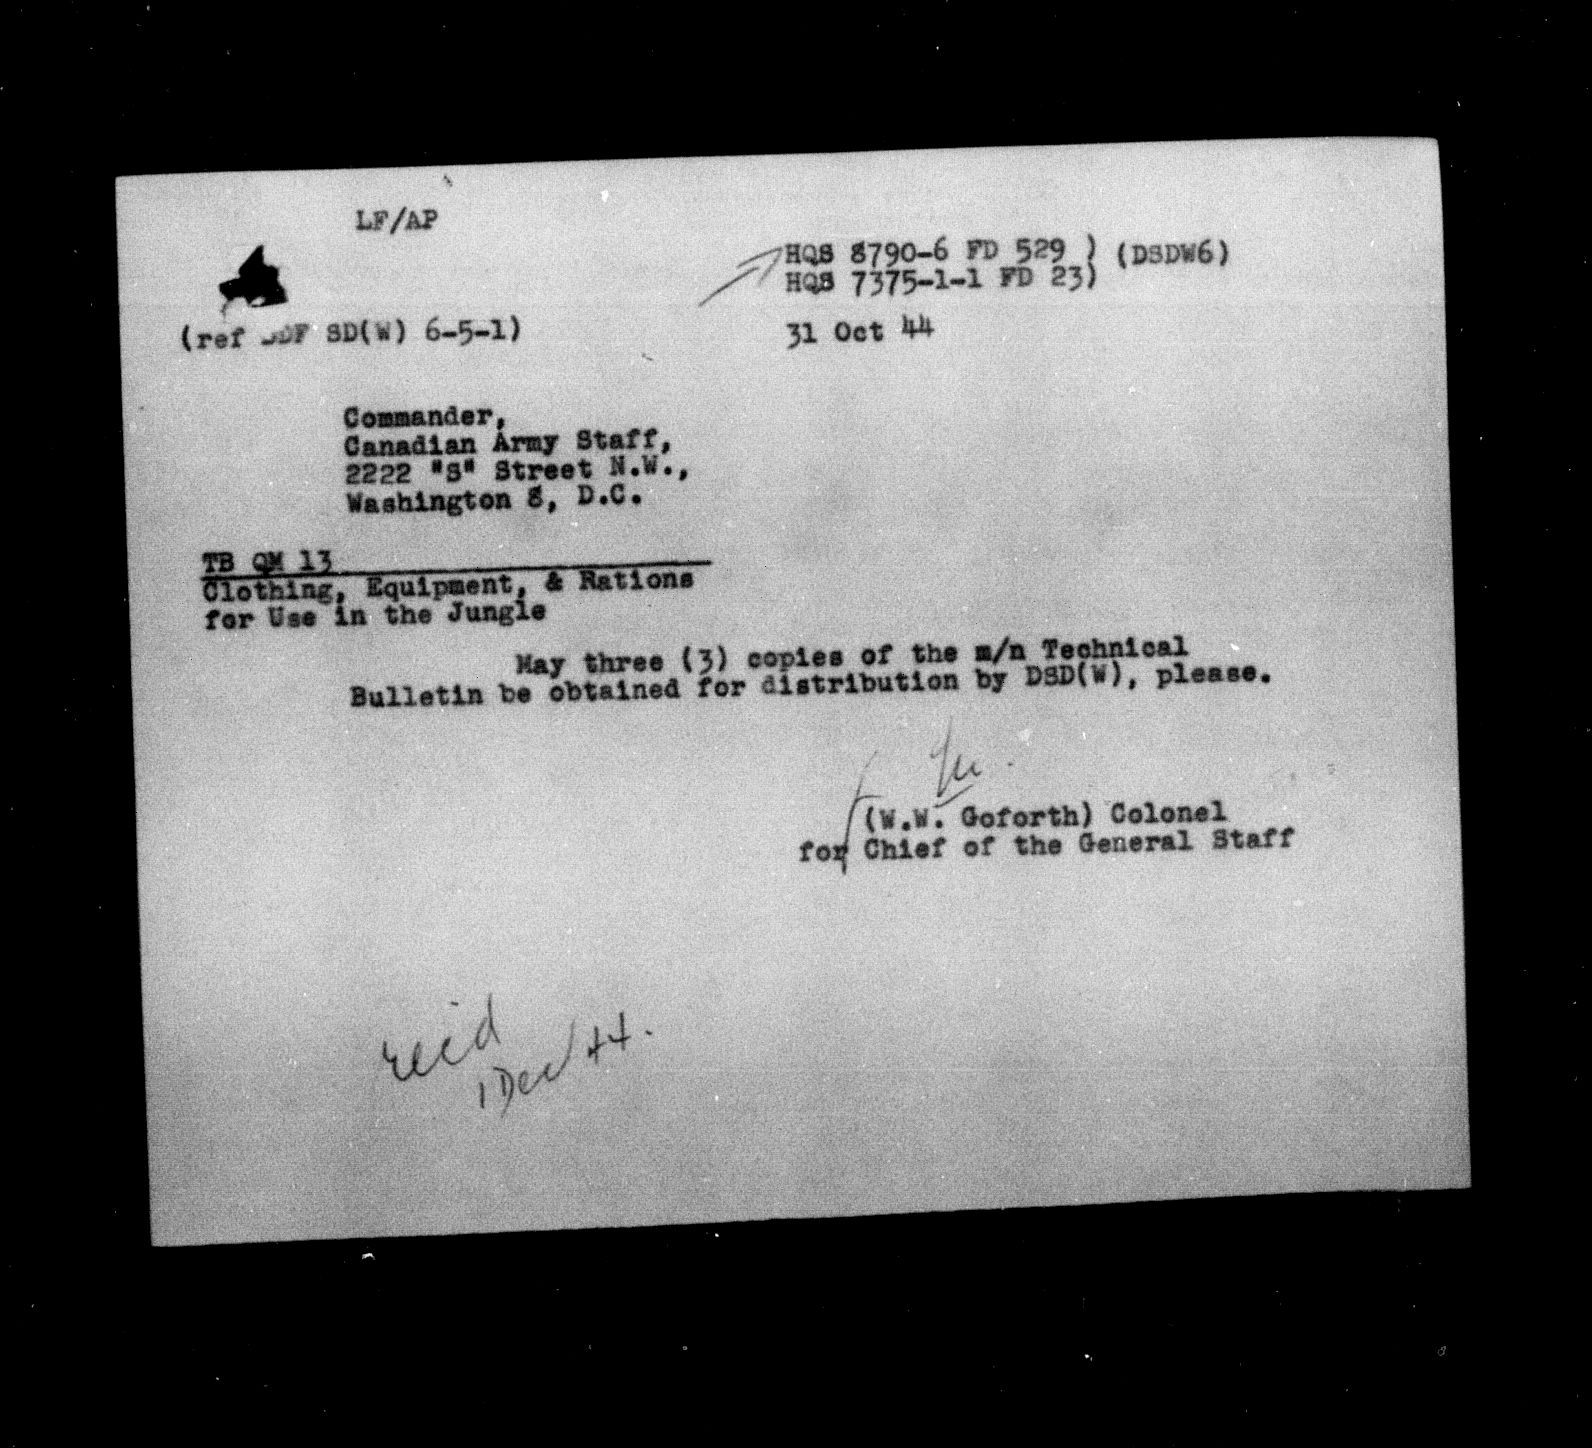 LF/AP
HQS 8790-6 FD 529 ) (DSDW6)
HQS 7375-1-1 FD 23)
(ref SD(W) 6-5-1)
31 Oct 44
Commander,
Canadian Army Staff,
2222 "S" Street N.W.,
Washington 8, D.C.
TB QM 13
Clothing, Equipment, & Rations
for Use in the Jungle
May three (3) copies of the m/n Technical
Bulletin be obtained for distribution by DSD(W), please.
(W.W. Goforth) Colonel
for Chief of the General Staff
rec'd
1 Dec 44.